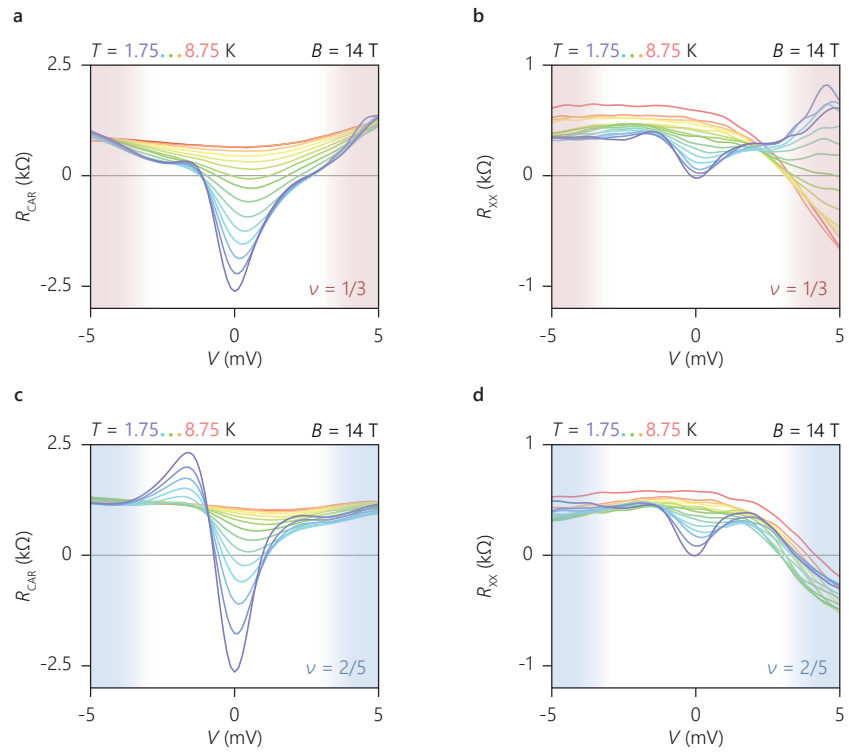 a
T = 1.75...8.75 K B = 14 T
2.5
0
-2.5
R_CAR (kΩ)
ν = 1/3
-5 0 5
V (mV)
b
T = 1.75...8.75 K B = 14 T
1
0
-1
R_XX (kΩ)
ν = 1/3
-5 0 5
V (mV)
c
T = 1.75...8.75 K B = 14 T
2.5
0
-2.5
R_CAR (kΩ)
ν = 2/5
-5 0 5
V (mV)
d
T = 1.75...8.75 K B = 14 T
1
0
-1
R_XX (kΩ)
ν = 2/5
-5 0 5
V (mV)